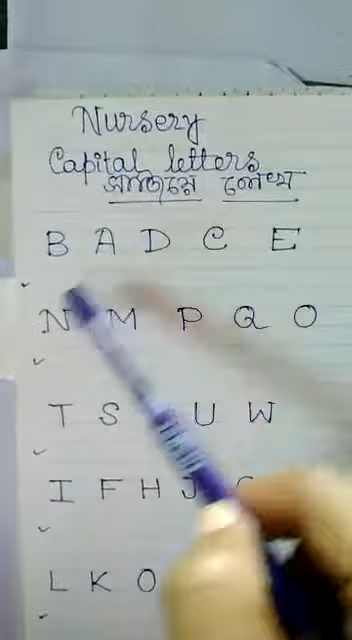 Nursery
Capital letters
সাজিয়ে লেখ
B A D C E
N M P Q O
T S U W
I F H J G
L K O